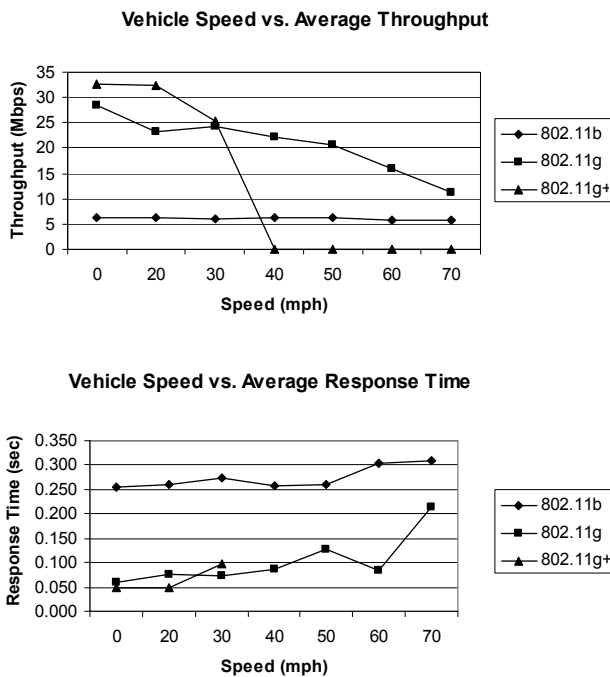 Vehicle Speed vs. Average Throughput
35
30
25
20
15
10
5
0
Throughput (Mbps)
0 20 30 40 50 60 70
Speed (mph)
802.11b
802.11g
802.11g+
Vehicle Speed vs. Average Response Time
0.350
0.300
0.250
0.200
0.150
0.100
0.050
0.000
Response Time (sec)
0 20 30 40 50 60 70
Speed (mph)
802.11b
802.11g
802.11g+